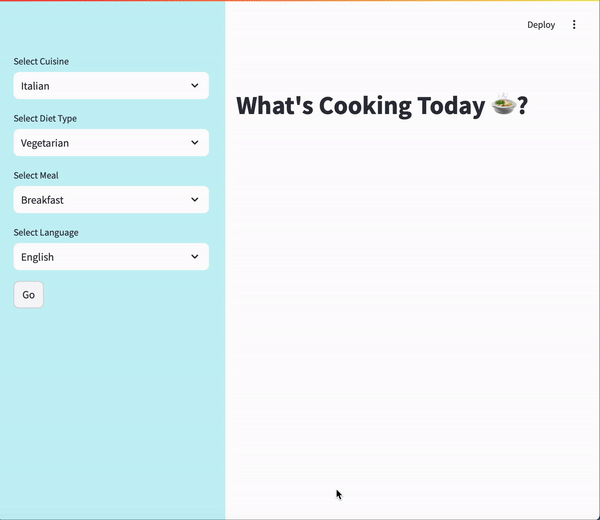 Deploy
Select Cuisine
Italian
Select Diet Type
Vegetarian
Select Meal
Breakfast
Select Language
English
Go
What's Cooking Today 🍲?